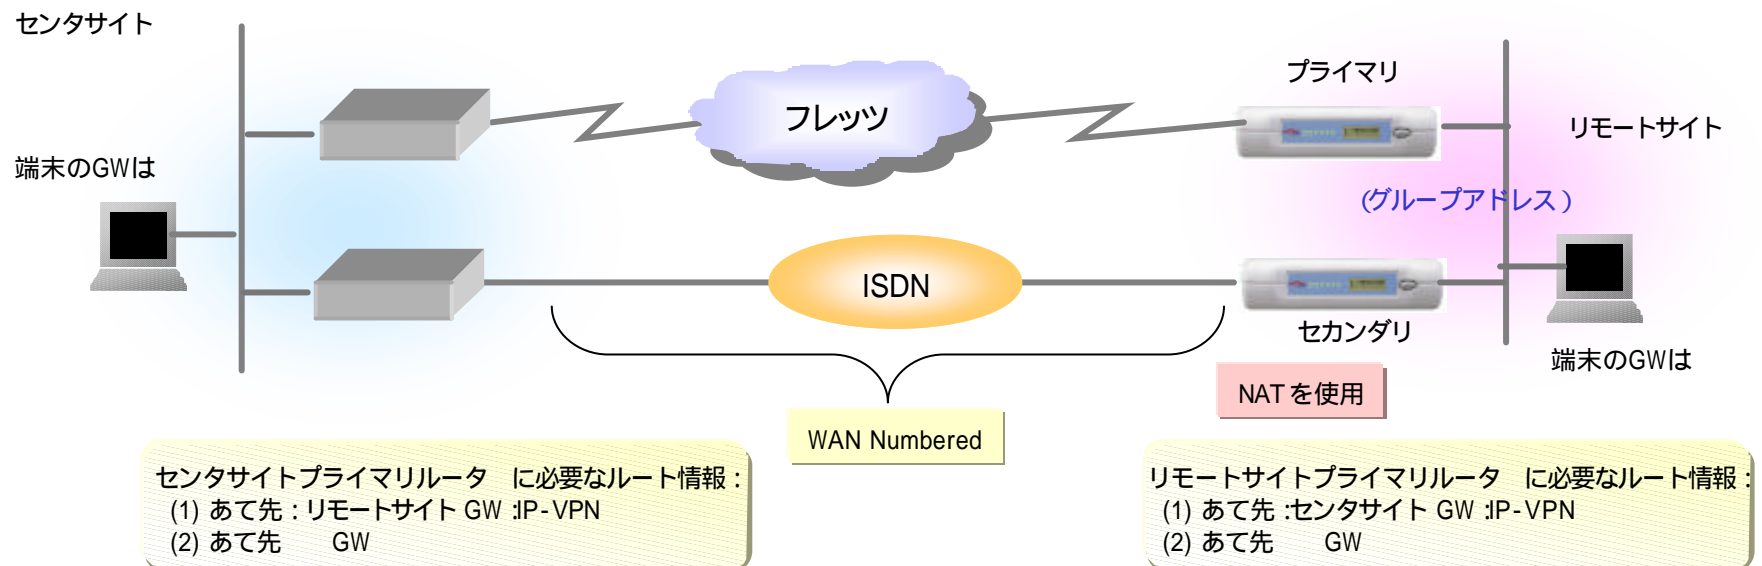 センタサイト
プライマリ
フレッツ
リモートサイト
端末のGWは
(グループアドレス)
ISDN
セカンダリ
端末のGWは
NATを使用
WAN Numbered
センタサイトプライマリルータ　に必要なルート情報:
(1) あて先:リモートサイト GW:IP-VPN
(2) あて先　　GW
リモートサイトプライマリルータ　に必要なルート情報:
(1) あて先:センタサイト GW:IP-VPN
(2) あて先　　GW